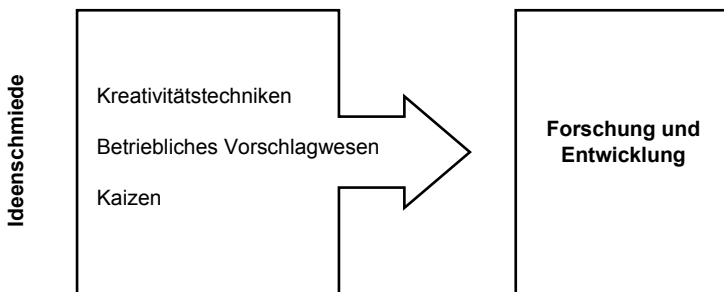 Ideenschmiede
Kreativitätstechniken
Betriebliches Vorschlagwesen
Kaizen
Forschung und
Entwicklung